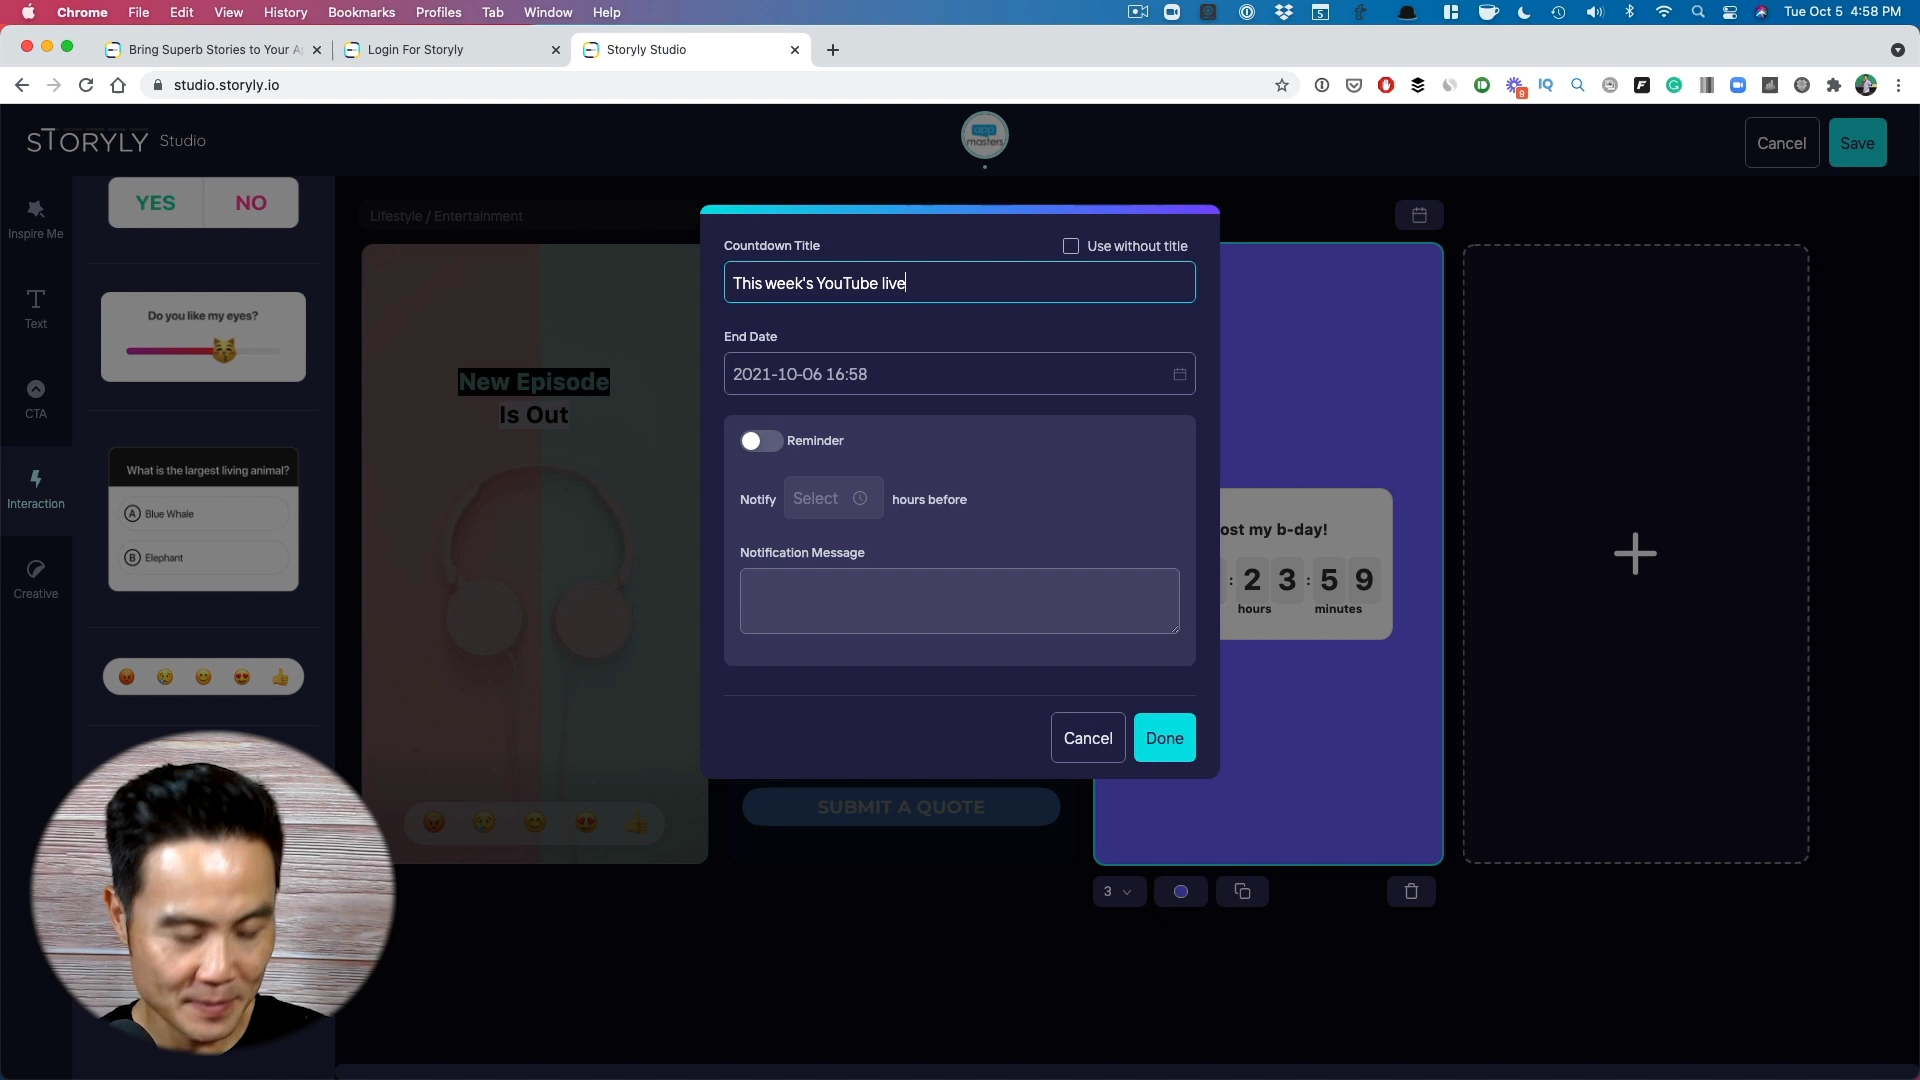 Chrome File Edit View History Bookmarks Profiles Tab Window Help
Tue Oct 5 4:58 PM
Bring Superb Stories to Your A
Login For Storyly
Storyly Studio
studio.storyly.io
9
STORYLY Studio
app
masters
Cancel
Save
Inspire Me
Text
CTA
Interaction
Creative
YES NO
Do you like my eyes?
What is the largest living animal?
A Blue Whale
B Elephant
Lifestyle / Entertainment
New Episode
Is Out
Countdown Title
Use without title
This week's YouTube live
End Date
2021-10-06 16:58
Reminder
Notify Select hours before
Notification Message
Cancel
Done
SUBMIT A QUOTE
ost my b-day!
: 2 3 : 5 9
hours minutes
3